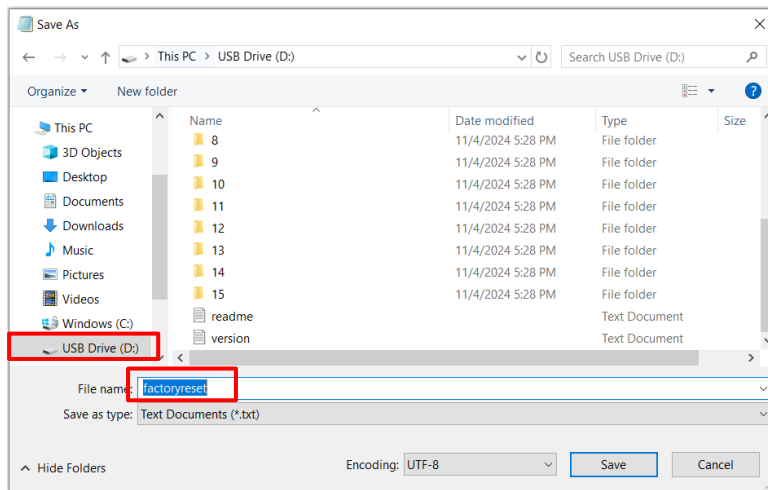 Save As
This PC > USB Drive (D:)
Search USB Drive (D:)
Organize
New folder
?
This PC
3D Objects
Desktop
Documents
Downloads
Music
Pictures
Videos
Windows (C:)
USB Drive (D:)
Name Date modified Type Size
8 11/4/2024 5:28 PM File folder
9 11/4/2024 5:28 PM File folder
10 11/4/2024 5:28 PM File folder
11 11/4/2024 5:28 PM File folder
12 11/4/2024 5:28 PM File folder
13 11/4/2024 5:28 PM File folder
14 11/4/2024 5:28 PM File folder
15 11/4/2024 5:28 PM File folder
readme Text Document
version Text Document
File name: factoryreset
Save as type: Text Documents (*.txt)
Hide Folders
Encoding: UTF-8
Save
Cancel